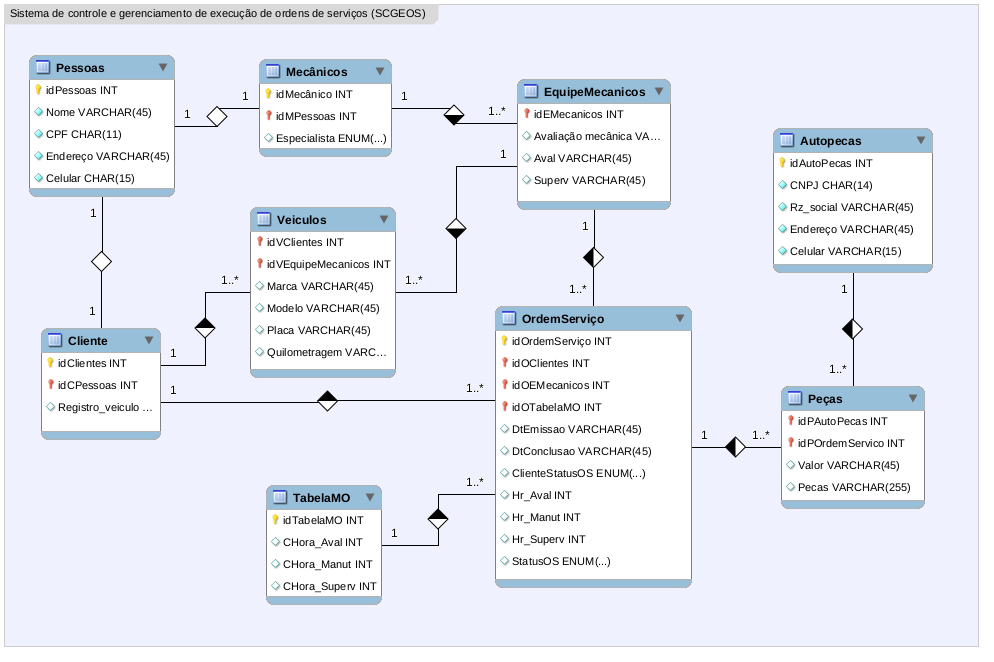 Sistema de controle e gerenciamento de execução de ordens de serviços (SCGEOS)
Pessoas
idPessoas INT
Nome VARCHAR(45)
CPF CHAR(11)
Endereço VARCHAR(45)
Celular CHAR(15)
1
1
Mecânicos
idMecânico INT
idMPessoas INT
Especialista ENUM(...)
1
1..*
EquipeMecanicos
idEMecanicos INT
Avaliação mecânica VA...
Aval VARCHAR(45)
Superv VARCHAR(45)
1
Autopecas
idAutoPecas INT
CNPJ CHAR(14)
Rz_social VARCHAR(45)
Endereço VARCHAR(45)
Celular VARCHAR(15)
1
1
Veiculos
idVClientes INT
idVEquipeMecanicos INT
Marca VARCHAR(45)
Modelo VARCHAR(45)
Placa VARCHAR(45)
Quilometragem VARC...
1..*
1..*
1
1..*
1
1..*
Cliente
idClientes INT
idCPessoas INT
Registro_veiculo ...
1
1
1..*
OrdemServiço
idOrdemServiço INT
idOClientes INT
idOEMecanicos INT
idOTabelaMO INT
DtEmissao VARCHAR(45)
DtConclusao VARCHAR(45)
ClienteStatusOS ENUM(...)
Hr_Aval INT
Hr_Manut INT
Hr_Superv INT
StatusOS ENUM(...)
1
1..*
Peças
idPAutoPecas INT
idPOrdemServico INT
Valor VARCHAR(45)
Pecas VARCHAR(255)
TabelaMO
idTabelaMO INT
CHora_Aval INT
CHora_Manut INT
CHora_Superv INT
1
1..*